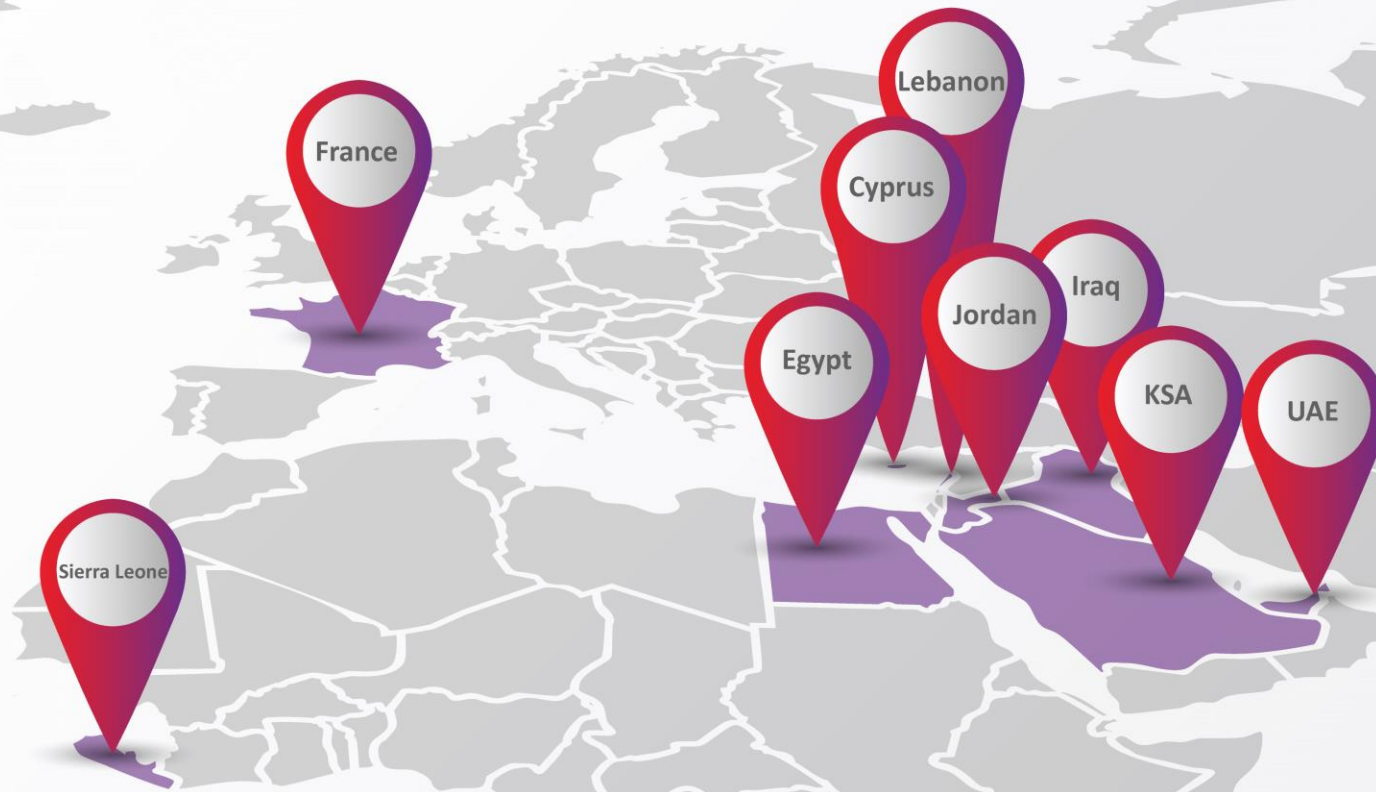 Lebanon
France
Cyprus
Iraq
Jordan
Egypt
KSA
UAE
Sierra Leone